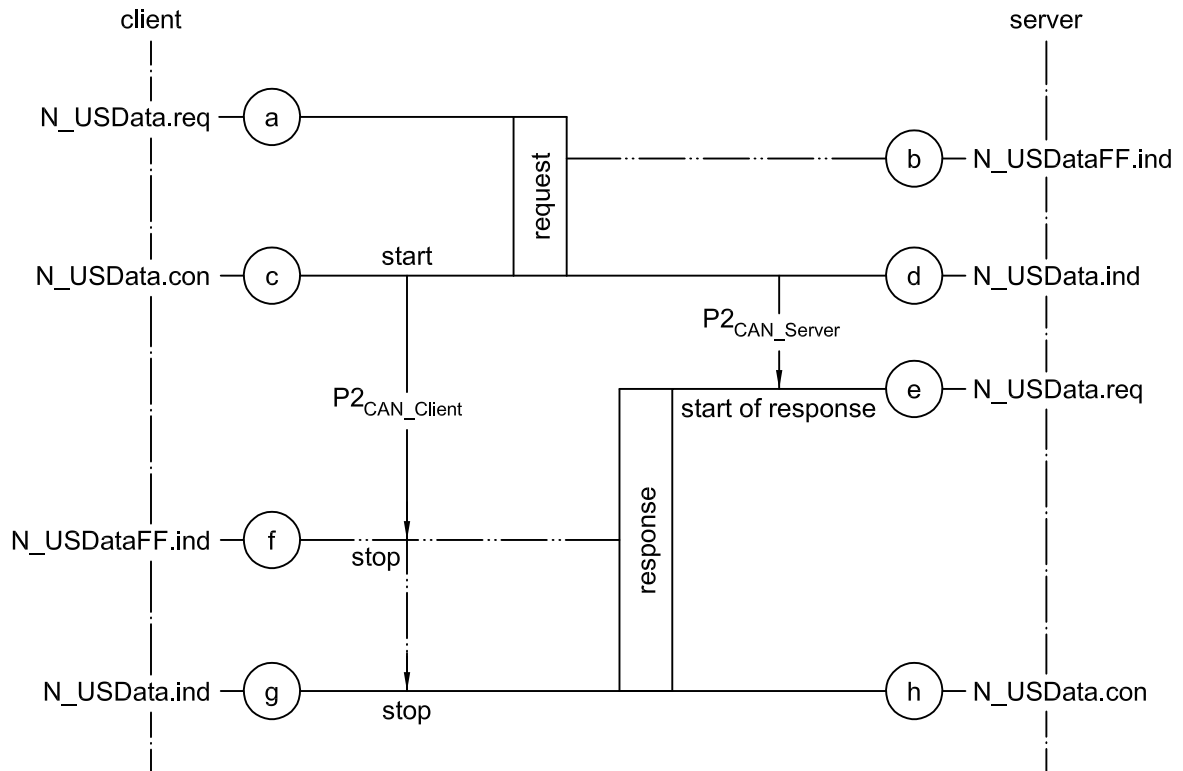 client
server
N_USData.req
a
b
N_USDataFF.ind
request
N_USData.con
c
start
d
N_USData.ind
P2CAN_Server
P2CAN_Client
e
N_USData.req
start of response
response
N_USDataFF.ind
f
stop
N_USData.ind
g
stop
h
N_USData.con